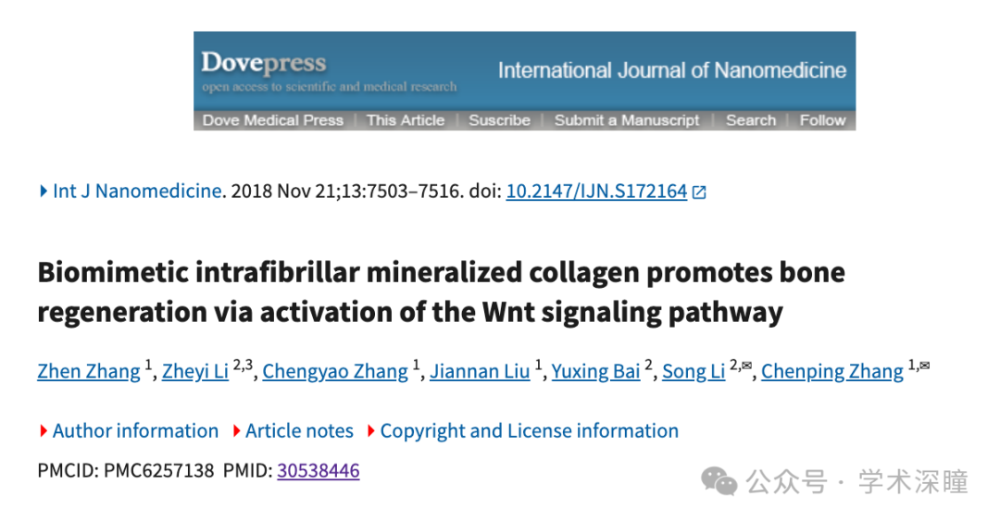 Dovepress
open access to scientific and medical research
International Journal of Nanomedicine
Dove Medical Press | This Article | Suscribe | Submit a Manuscript | Search | Follow
Int J Nanomedicine. 2018 Nov 21;13:7503–7516. doi: 10.2147/IJN.S172164
Biomimetic intrafibrillar mineralized collagen promotes bone
regeneration via activation of the Wnt signaling pathway
Zhen Zhang 1, Zheyi Li 2,3, Chengyao Zhang 1, Jiannan Liu 1, Yuxing Bai 2, Song Li 2,✉, Chenping Zhang 1,✉
Author information Article notes Copyright and License information
PMCID: PMC6257138 PMID: 30538446
公众号 · 学术深瞳